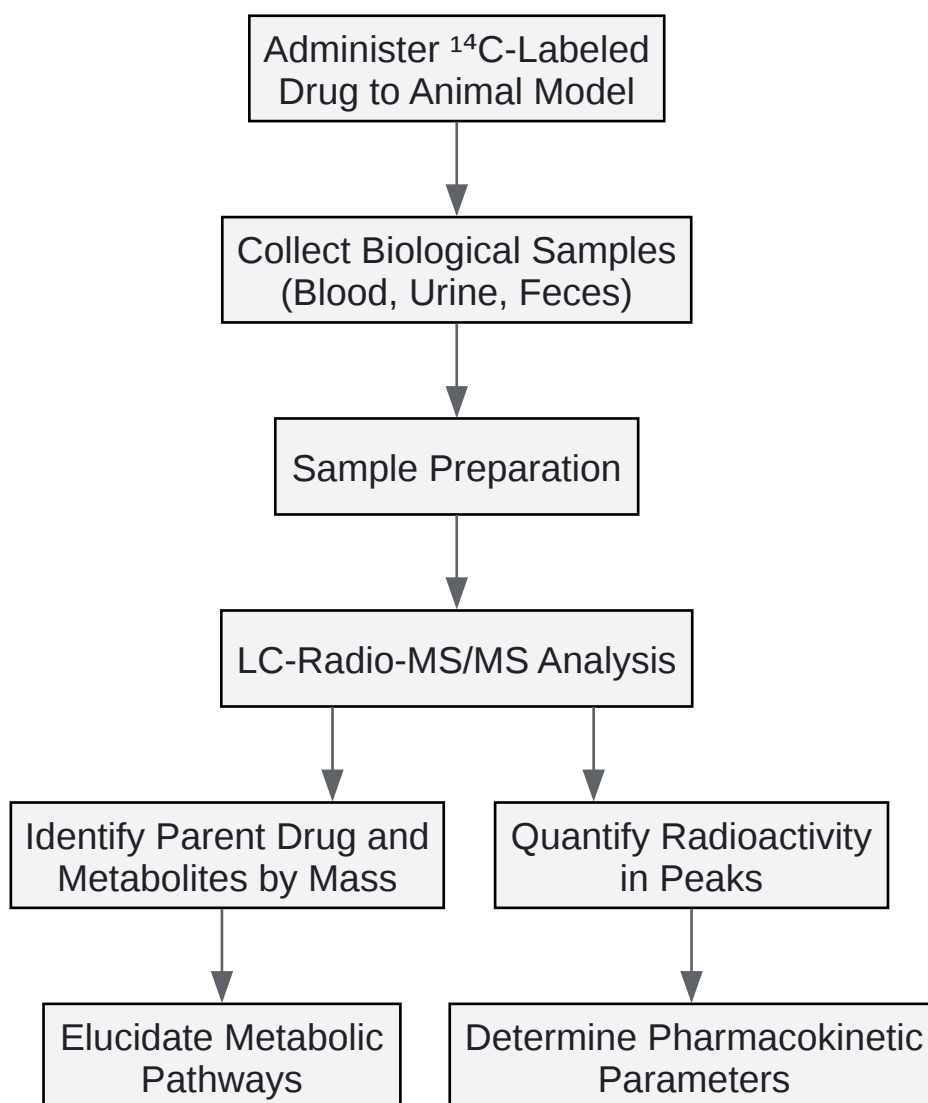 Administer ¹⁴C-Labeled
Drug to Animal Model
Collect Biological Samples
(Blood, Urine, Feces)
Sample Preparation
LC-Radio-MS/MS Analysis
Identify Parent Drug and
Metabolites by Mass
Quantify Radioactivity
in Peaks
Elucidate Metabolic
Pathways
Determine Pharmacokinetic
Parameters